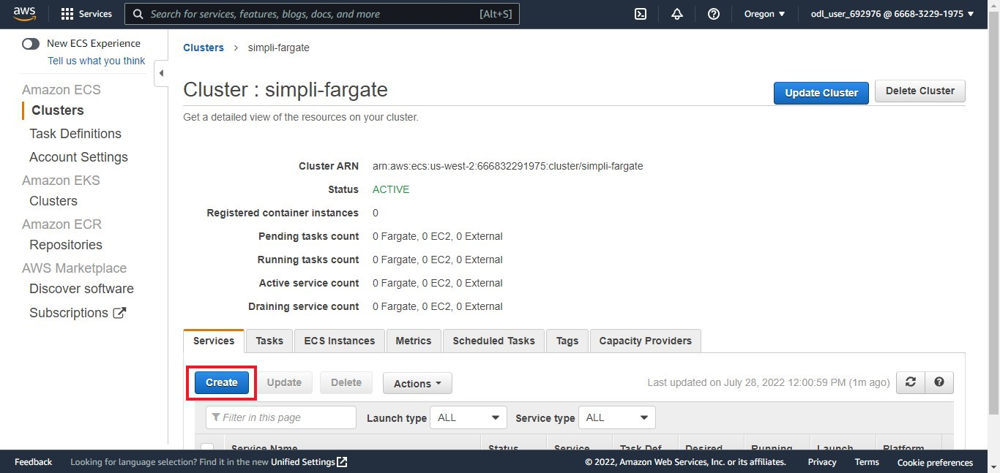 aws Services Search for services, features, blogs, docs, and more [Alt+S] Oregon ▼ odl_user_692976 @ 6668-3229-1975 ▼
New ECS Experience
Tell us what you think
Amazon ECS
Clusters
Task Definitions
Account Settings
Amazon EKS
Clusters
Amazon ECR
Repositories
AWS Marketplace
Discover software
Subscriptions
Clusters > simpli-fargate
Cluster : simpli-fargate
Update Cluster Delete Cluster
Get a detailed view of the resources on your cluster.
Cluster ARN arn:aws:ecs:us-west-2:666832291975:cluster/simpli-fargate
Status ACTIVE
Registered container instances 0
Pending tasks count 0 Fargate, 0 EC2, 0 External
Running tasks count 0 Fargate, 0 EC2, 0 External
Active service count 0 Fargate, 0 EC2, 0 External
Draining service count 0 Fargate, 0 EC2, 0 External
Services Tasks ECS Instances Metrics Scheduled Tasks Tags Capacity Providers
Create Update Delete Actions Last updated on July 28, 2022 12:00:59 PM (1m ago)
Filter in this page Launch type ALL Service type ALL
Service Name Status Service Task Def Desired Running Launch Platform
Feedback Looking for language selection? Find it in the new Unified Settings © 2022, Amazon Web Services, Inc. or its affiliates. Privacy Terms Cookie preferences